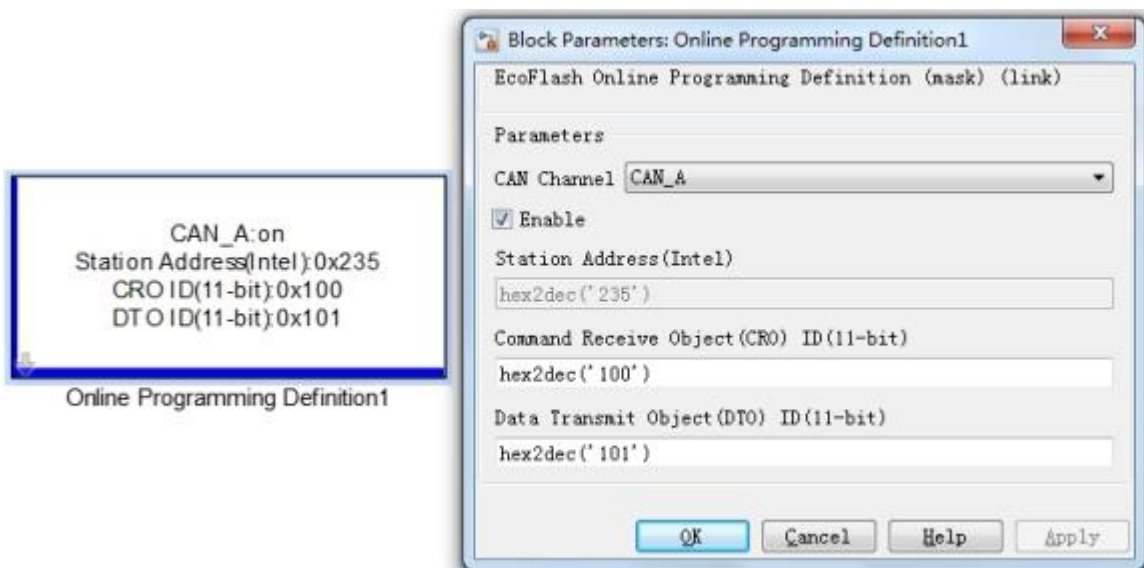 CAN_A:on
Station Address(Intel):0x235
CRO ID(11-bit):0x100
DTO ID(11-bit):0x101
Online Programming Definition1
Block Parameters: Online Programming Definition1
EcoFlash Online Programming Definition (mask) (link)
Parameters
CAN Channel CAN_A
Enable
Station Address(Intel)
hex2dec('235')
Command Receive Object(CRO) ID(11-bit)
hex2dec('100')
Data Transmit Object(DTO) ID(11-bit)
hex2dec('101')
OK Cancel Help Apply